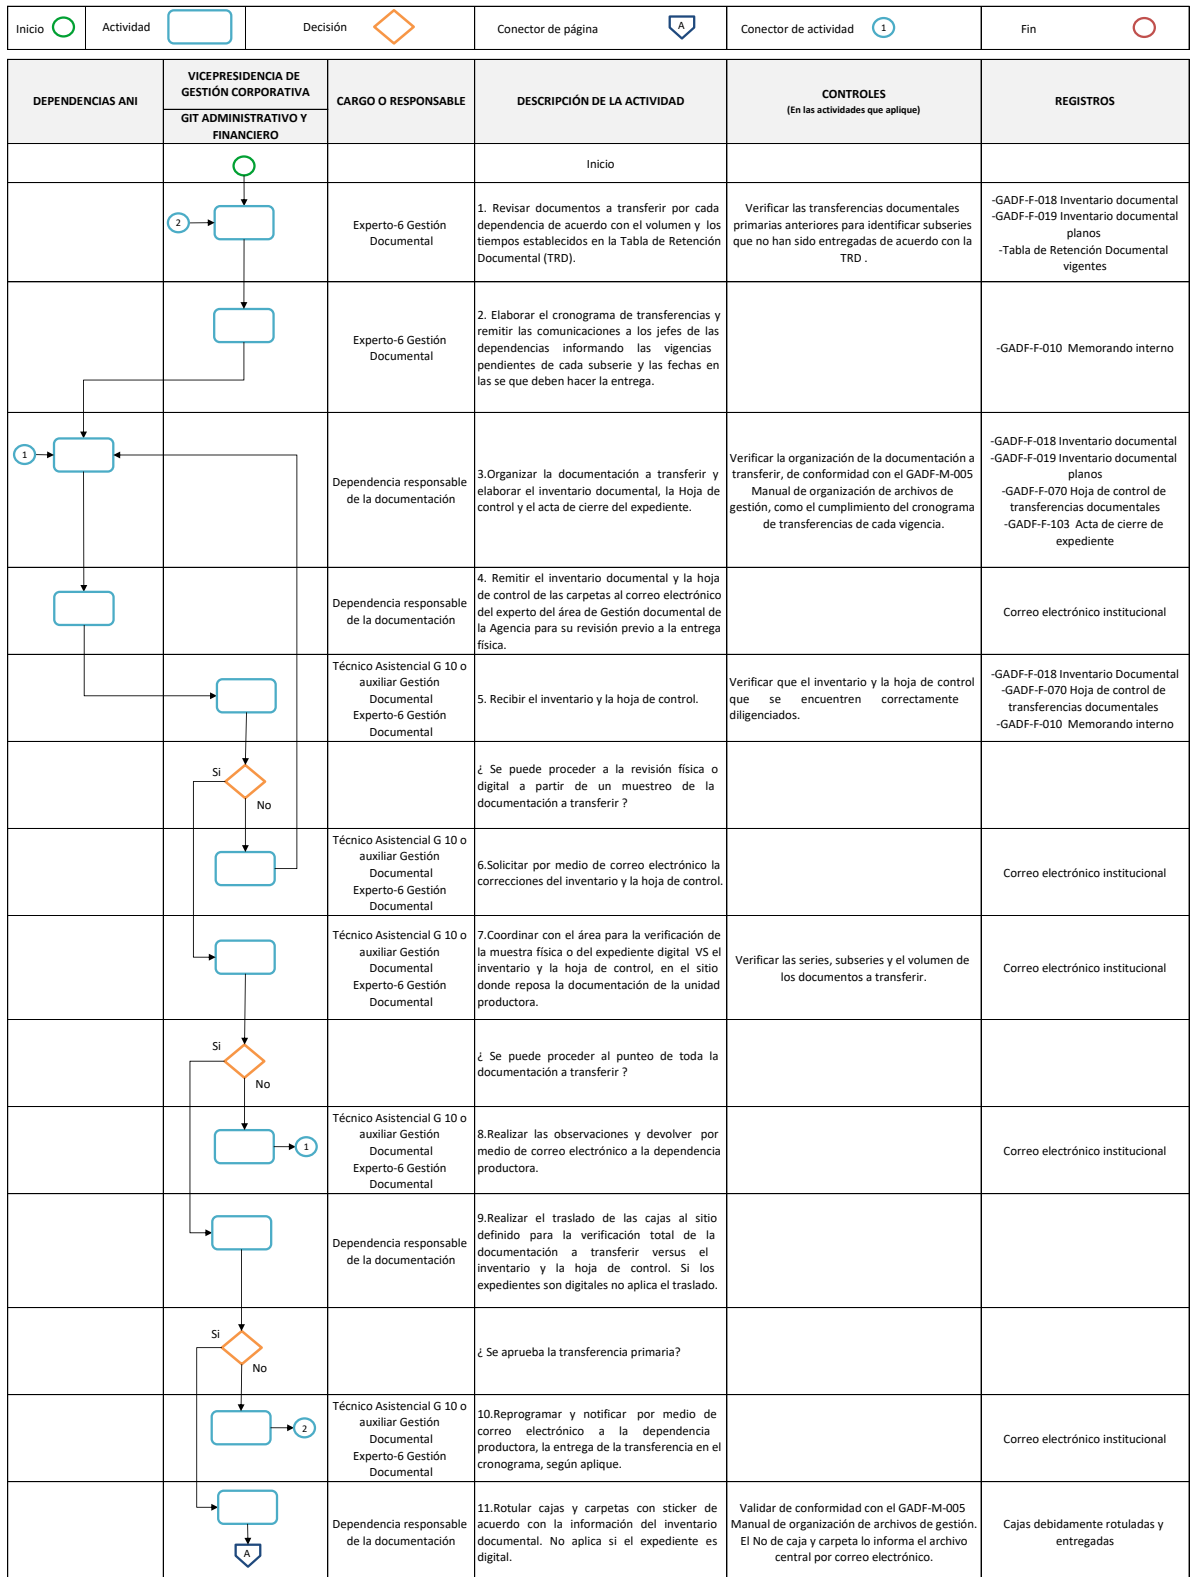 Inicio
Actividad
Decisión
Conector de página
A
Conector de actividad
1
Fin
DEPENDENCIAS ANI
VICEPRESIDENCIA DE
GESTIÓN CORPORATIVA
GIT ADMINISTRATIVO Y
FINANCIERO
CARGO O RESPONSABLE
DESCRIPCIÓN DE LA ACTIVIDAD
CONTROLES
(En las actividades que aplique)
REGISTROS
Inicio
2
Experto-6 Gestión
Documental
1. Revisar documentos a transferir por cada
dependencia de acuerdo con el volumen y los
tiempos establecidos en la Tabla de Retención
Documental (TRD).
Verificar las transferencias documentales
primarias anteriores para identificar subseries
que no han sido entregadas de acuerdo con la
TRD .
-GADF-F-018 Inventario documental
-GADF-F-019 Inventario documental
planos
-Tabla de Retención Documental
vigentes
Experto-6 Gestión
Documental
2. Elaborar el cronograma de transferencias y
remitir las comunicaciones a los jefes de las
dependencias informando las vigencias
pendientes de cada subserie y las fechas en
las se que deben hacer la entrega.
-GADF-F-010 Memorando interno
1
Dependencia responsable
de la documentación
3.Organizar la documentación a transferir y
elaborar el inventario documental, la Hoja de
control y el acta de cierre del expediente.
Verificar la organización de la documentación a
transferir, de conformidad con el GADF-M-005
Manual de organización de archivos de
gestión, como el cumplimiento del cronograma
de transferencias de cada vigencia.
-GADF-F-018 Inventario documental
-GADF-F-019 Inventario documental
planos
-GADF-F-070 Hoja de control de
transferencias documentales
-GADF-F-103 Acta de cierre de
expediente
Dependencia responsable
de la documentación
4. Remitir el inventario documental y la hoja
de control de las carpetas al correo electrónico
del experto del área de Gestión documental de
la Agencia para su revisión previo a la entrega
física.
Correo electrónico institucional
Técnico Asistencial G 10 o
auxiliar Gestión
Documental
Experto-6 Gestión
Documental
5. Recibir el inventario y la hoja de control.
Verificar que el inventario y la hoja de control
que se encuentren correctamente
diligenciados.
-GADF-F-018 Inventario Documental
-GADF-F-070 Hoja de control de
transferencias documentales
-GADF-F-010 Memorando interno
Si
No
¿ Se puede proceder a la revisión física o
digital a partir de un muestreo de la
documentación a transferir ?
Técnico Asistencial G 10 o
auxiliar Gestión
Documental
Experto-6 Gestión
Documental
6.Solicitar por medio de correo electrónico la
correcciones del inventario y la hoja de control.
Correo electrónico institucional
Técnico Asistencial G 10 o
auxiliar Gestión
Documental
Experto-6 Gestión
Documental
7.Coordinar con el área para la verificación de
la muestra física o del expediente digital VS el
inventario y la hoja de control, en el sitio
donde reposa la documentación de la unidad
productora.
Verificar las series, subseries y el volumen de
los documentos a transferir.
Correo electrónico institucional
Si
No
¿ Se puede proceder al punteo de toda la
documentación a transferir ?
1
Técnico Asistencial G 10 o
auxiliar Gestión
Documental
Experto-6 Gestión
Documental
8.Realizar las observaciones y devolver por
medio de correo electrónico a la dependencia
productora.
Correo electrónico institucional
Dependencia responsable
de la documentación
9.Realizar el traslado de las cajas al sitio
definido para la verificación total de la
documentación a transferir versus el
inventario y la hoja de control. Si los
expedientes son digitales no aplica el traslado.
Si
No
¿ Se aprueba la transferencia primaria?
2
Técnico Asistencial G 10 o
auxiliar Gestión
Documental
Experto-6 Gestión
Documental
10.Reprogramar y notificar por medio de
correo electrónico a la dependencia
productora, la entrega de la transferencia en el
cronograma, según aplique.
Correo electrónico institucional
A
Dependencia responsable
de la documentación
11.Rotular cajas y carpetas con sticker de
acuerdo con la información del inventario
documental. No aplica si el expediente es
digital.
Validar de conformidad con el GADF-M-005
Manual de organización de archivos de gestión.
El No de caja y carpeta lo informa el archivo
central por correo electrónico.
Cajas debidamente rotuladas y
entregadas